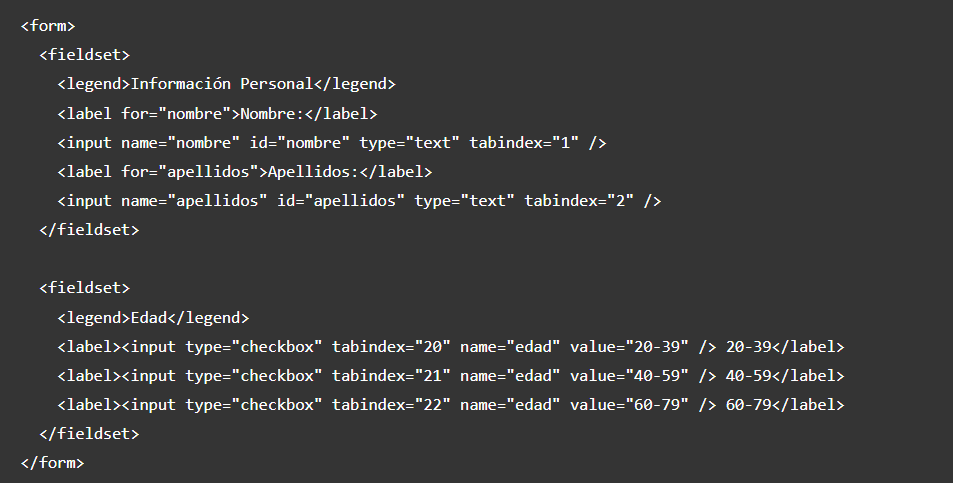 <form>
  <fieldset>
    <legend>Información Personal</legend>
    <label for="nombre">Nombre:</label>
    <input name="nombre" id="nombre" type="text" tabindex="1" />
    <label for="apellidos">Apellidos:</label>
    <input name="apellidos" id="apellidos" type="text" tabindex="2" />
  </fieldset>

  <fieldset>
    <legend>Edad</legend>
    <label><input type="checkbox" tabindex="20" name="edad" value="20-39" /> 20-39</label>
    <label><input type="checkbox" tabindex="21" name="edad" value="40-59" /> 40-59</label>
    <label><input type="checkbox" tabindex="22" name="edad" value="60-79" /> 60-79</label>
  </fieldset>
</form>